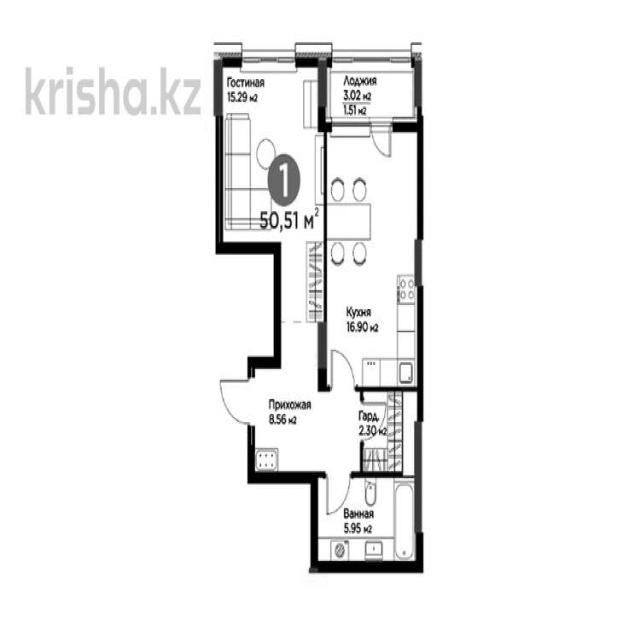 Гостиная
15.29 м2
Лоджия
3.02 м2
1.51 м2
krisha.kz
1
50,51 м2
Кухня
16.90 м2
Прихожая
8.56 м2
Гард.
2.30 м2
Ванная
5.95 м2